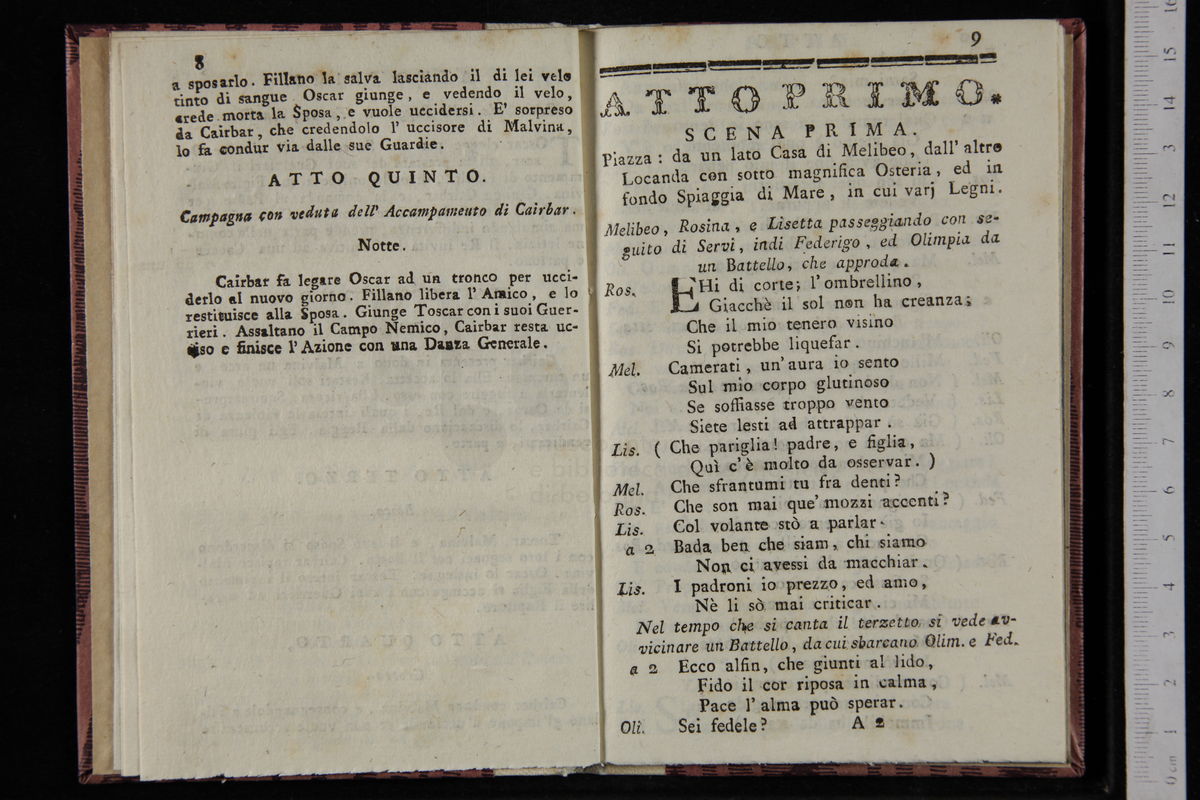 8
a sposarlo. Fillano la salva lasciando il di lei velo
tinto di sangue Oscar giunge, e vedendo il velo,
crede morta la Sposa, e vuole uccidersi. E' sorpreso
da Cairbar, che credendolo l' uccisore di Malvina,
lo fa condur via dalle sue Guardie.
ATTO QUINTO.
Campagna con veduta dell' Accampamento di Cairbar.
Notte.
Cairbar fa legare Oscar ad un tronco per ucci-
derlo al nuovo giorno. Fillano libera l' Amico, e lo
restituisce alla Sposa. Giunge Toscar con i suoi Guer-
rieri. Assaltano il Campo Nemico, Cairbar resta uc-
ciso e finisce l' Azione con una Danza Generale.
9
ATTO PRIMO.
SCENA PRIMA.
Piazza: da un lato Casa di Melibeo, dall' altro
Locanda con sotto magnifica Osteria, ed in
fondo Spiaggia di Mare, in cui varj Legni.
Melibeo, Rosina, e Lisetta passeggiando con se-
guito di Servi, indi Federigo, ed Olimpia da
un Battello, che approda.
Ros. EHi di corte; l' ombrellino,
Giacchè il sol non ha creanza;
Che il mio tenero visino
Si potrebbe liquefar.
Mel. Camerati, un' aura io sento
Sul mio corpo glutinoso
Se soffiasse troppo vento
Siete lesti ad attrappar.
Lis. ( Che pariglia! padre, e figlia,
Quì c' è molto da osservar. )
Mel. Che sfrantumi tu fra denti?
Ros. Che son mai que' mozzi accenti?
Lis. Col volante stò a parlar.
a 2 Bada ben che siam, chi siamo
Non ci avessi da macchiar.
Lis. I padroni io prezzo, ed amo,
Nè li sò mai criticar.
Nel tempo che si canta il terzetto, si vede av-
vicinare un Battello, da cui sbarcano Olim. e Fed.
a 2 Ecco alfin, che giunti al lido,
Fido il cor riposa in calma,
Pace l' alma può sperar.
Oli. Sei fedele? A 2